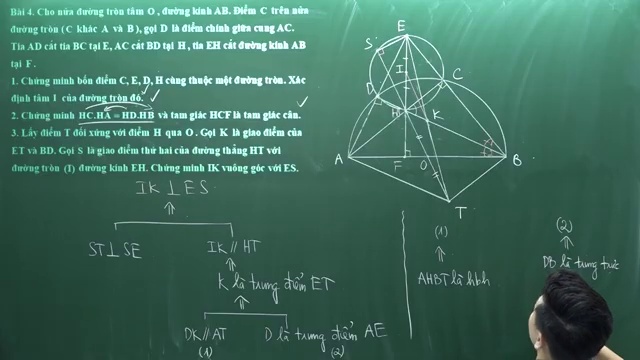 Bài 4. Cho nửa đường tròn tâm O, đường kính AB. Điểm C trên nửa
đường tròn (C khác A và B), gọi D là điểm chính giữa cung AC.
Tia AD cắt tia BC tại E, AC cắt BD tại H, tia EH cắt đường kính AB
tại F.
1. Chứng minh bốn điểm C, E, D, H cùng thuộc một đường tròn. Xác
định tâm I của đường tròn đó.
2. Chứng minh HC.HA = HD.HB và tam giác HCF là tam giác cân.
3. Lấy điểm T đối xứng với điểm H qua O. Gọi K là giao điểm của
ET và BD. Gọi S là giao điểm thứ hai của đường thẳng HT với
đường tròn (I) đường kính EH. Chứng minh IK vuông góc với ES.
E
S
I
C
D
H
K
A
F
O
B
T
IK ⊥ ES
⇑
ST ⊥ SE
IK // HT
⇑
K là trung điểm ET
⇑
DK // AT
D là trung điểm AE
(1)
(2)
(1)
⇑
AHBT là hbh
(2)
⇑
DB là trung trực